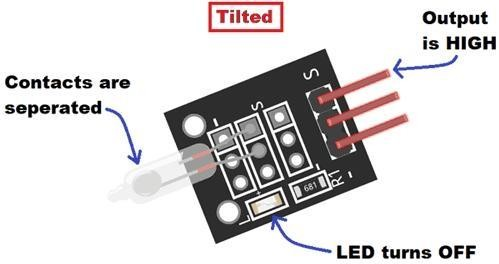 Tilted
Output
is HIGH
Contacts are
seperated
S
-
S
-
+
L
681
R1
LED turns OFF